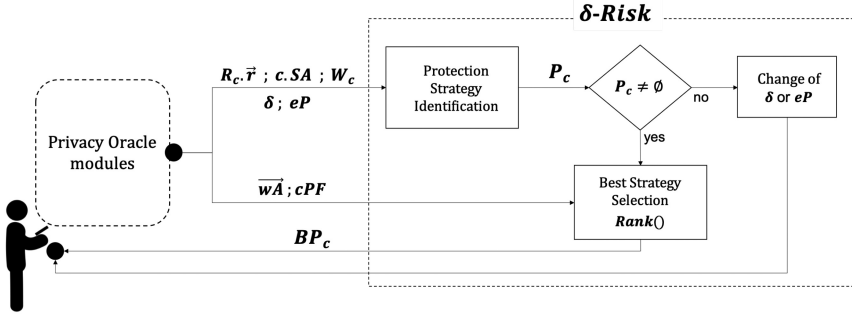 δ-Risk
R_c.r⃗ ; c.SA ; W_c
δ ; eP
Protection
Strategy
Identification
P_c
P_c ≠ ∅
no
Change of
δ or eP
yes
Privacy Oracle
modules
wA⃗ ; cPF
Best Strategy
Selection
Rank()
BP_c